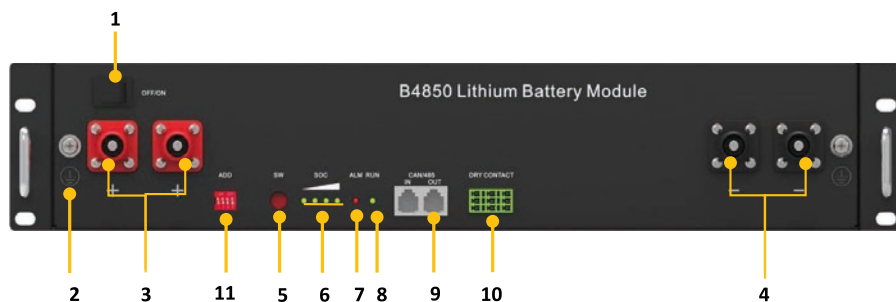 1
OFF/ON
B4850 Lithium Battery Module
ADD
SW
SOC
ALM RUN
CAN/485
IN OUT
DRY CONTACT
+ +
- -
2 3 11 5 6 7 8 9 10 4